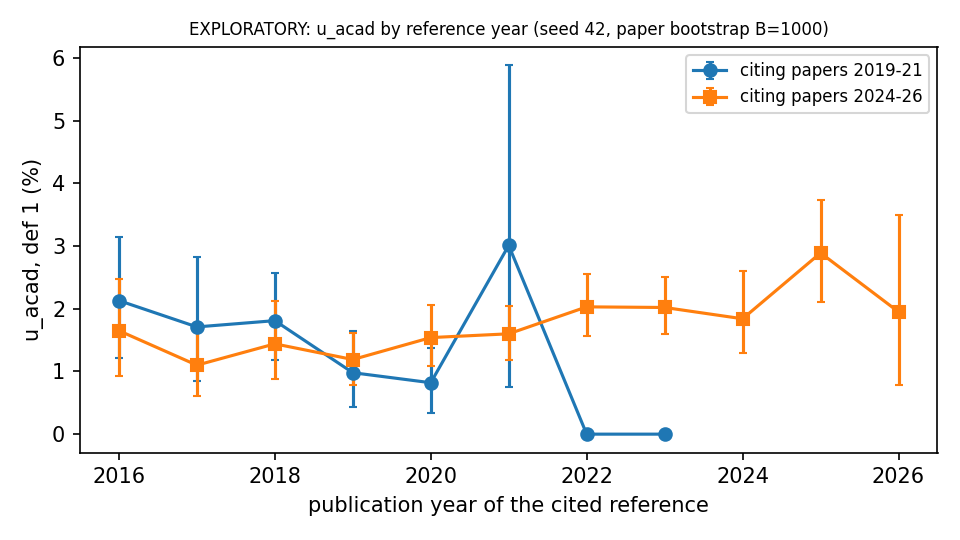 EXPLORATORY: u_acad by reference year (seed 42, paper bootstrap B=1000)
citing papers 2019-21
citing papers 2024-26
u_acad, def 1 (%)
6
5
4
3
2
1
0
2016 2018 2020 2022 2024 2026
publication year of the cited reference